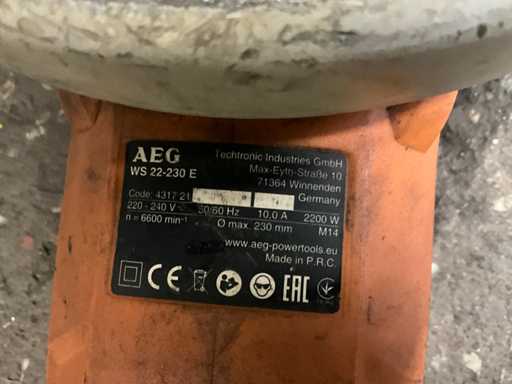 AEG
WS 22-230 E
Techtronic Industries GmbH
Max-Eyth-Straße 10
71364 Winnenden
Germany
Code: 4317 21
220 - 240 V 50/60 Hz 10.0 A 2200 W
n = 6600 min⁻¹ Ø max. 230 mm M14
www.aeg-powertools.eu
Made in P.R.C.
CE EAC